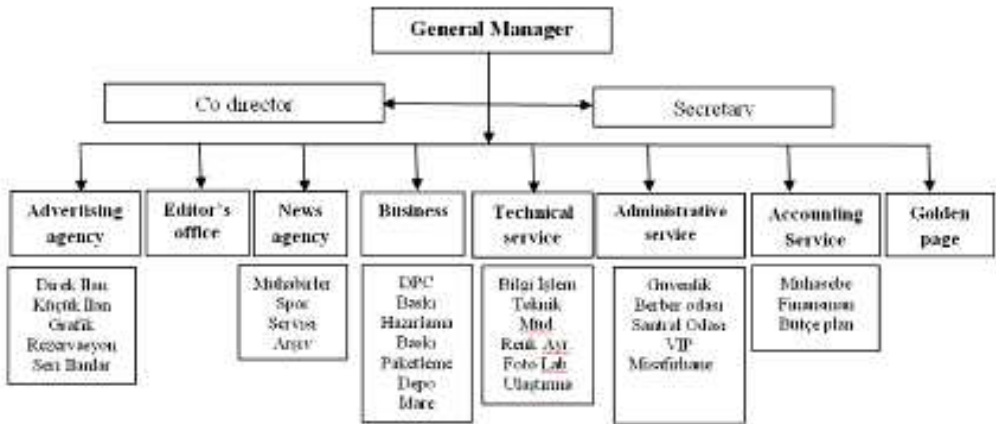 General Manager
Co director
Secretary
Advertising
agency
Editor's
office
News
agency
Business
Technical
service
Administrative
service
Accounting
Service
Golden
page
Direk İlan
Küçük İlan
Grafik
Rezervasyon
Seri İlanlar
Muhabirler
Spor
Servisi
Arşiv
DPC
Baskı
Hazırlama
Baskı
Paketleme
Depo
İdare
Bilgi İşlem
Teknik
Müd.
Renk Ayr.
Foto Lab.
Ulaştırma
Güvenlik
Berber odası
Santral Odası
VIP
Misafirhane
Muhasebe
Finansman
Bütçe plan